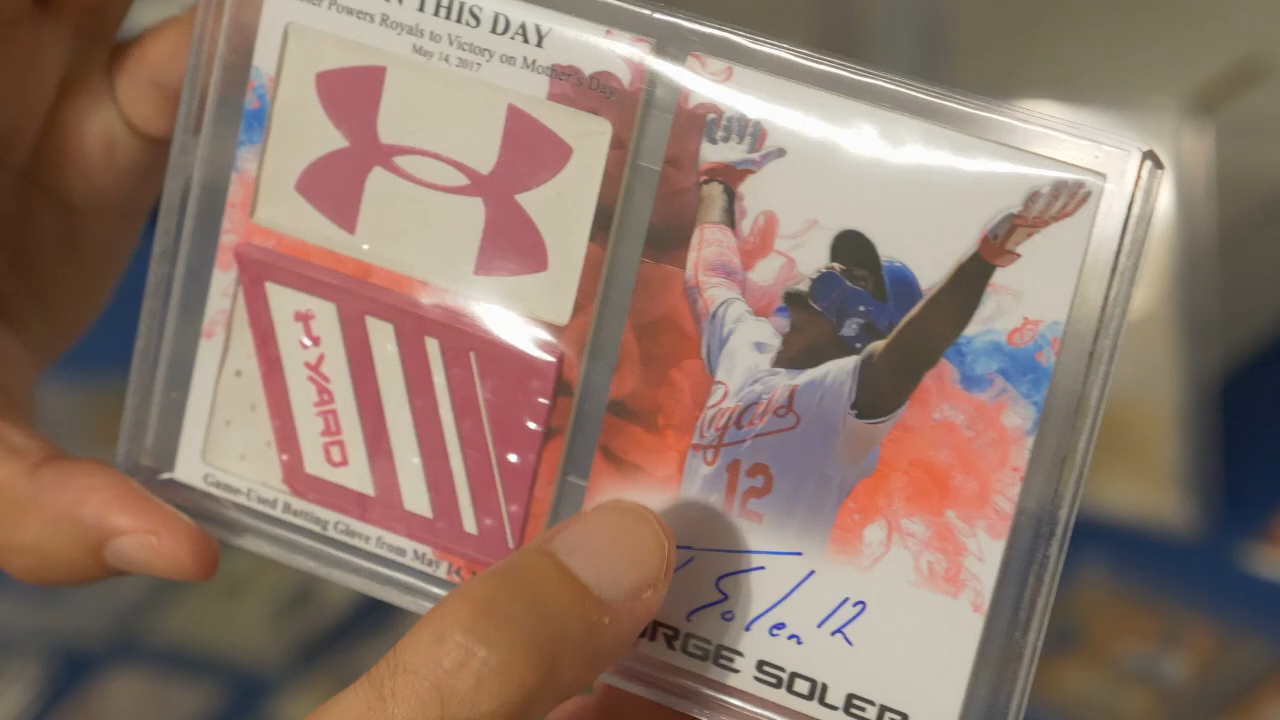 N THIS DAY
Powers Royals to Victory on Mother's Day
May 14, 2017
YARD
Game-Used Batting Glove from May 14,
Royals
12
J Soler 12
ORGE SOLER